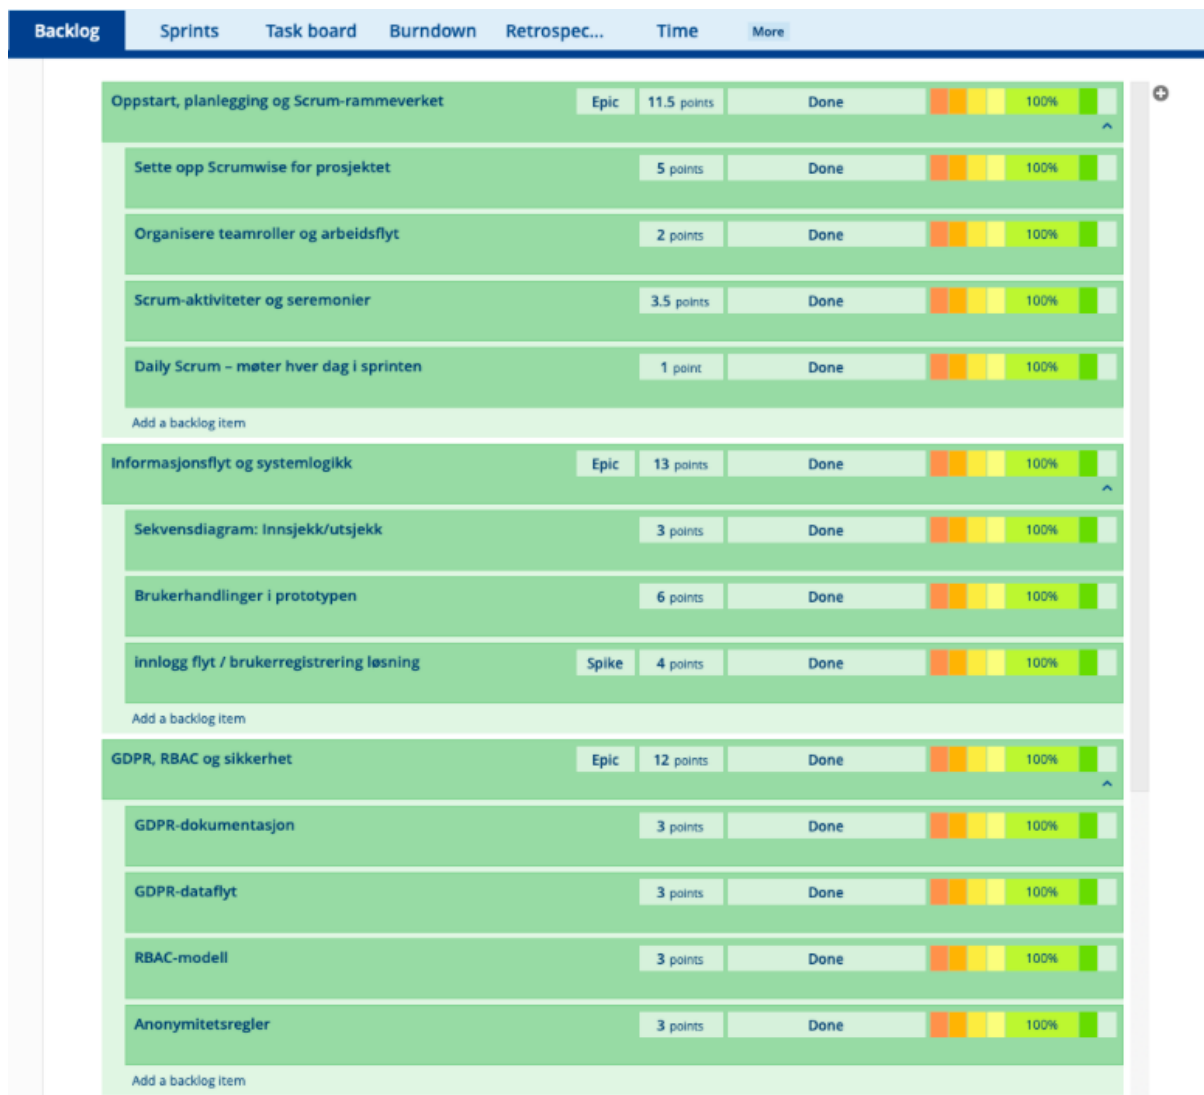 Backlog Sprints Task board Burndown Retrospec... Time More
Oppstart, planlegging og Scrum-rammeverket Epic 11.5 points Done 100%
Sette opp Scrumwise for prosjektet 5 points Done 100%
Organisere teamroller og arbeidsflyt 2 points Done 100%
Scrum-aktiviteter og seremonier 3.5 points Done 100%
Daily Scrum – møter hver dag i sprinten 1 point Done 100%
Add a backlog item
Informasjonsflyt og systemlogikk Epic 13 points Done 100%
Sekvensdiagram: Innsjekk/utsjekk 3 points Done 100%
Brukerhandlinger i prototypen 6 points Done 100%
innlogg flyt / brukerregistrering løsning Spike 4 points Done 100%
Add a backlog item
GDPR, RBAC og sikkerhet Epic 12 points Done 100%
GDPR-dokumentasjon 3 points Done 100%
GDPR-dataflyt 3 points Done 100%
RBAC-modell 3 points Done 100%
Anonymitetsregler 3 points Done 100%
Add a backlog item